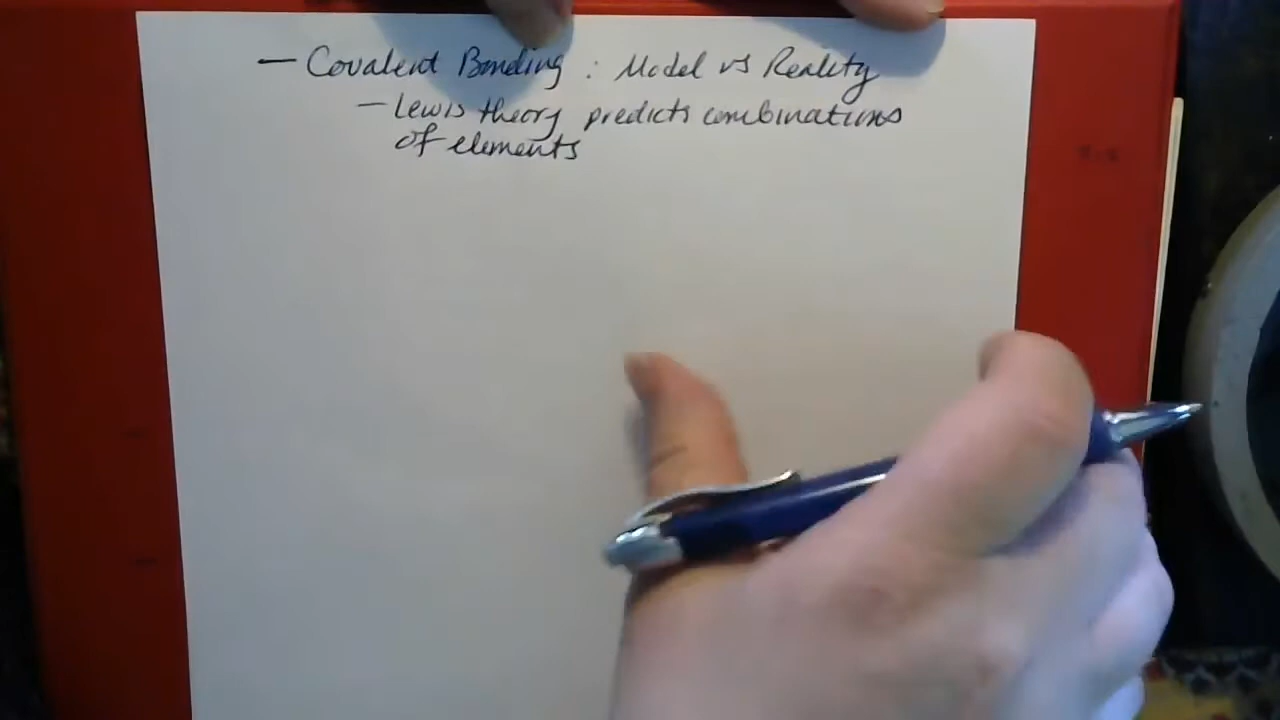 — Covalent Bonding : Model vs Reality
— Lewis theory predicts combinations
of elements